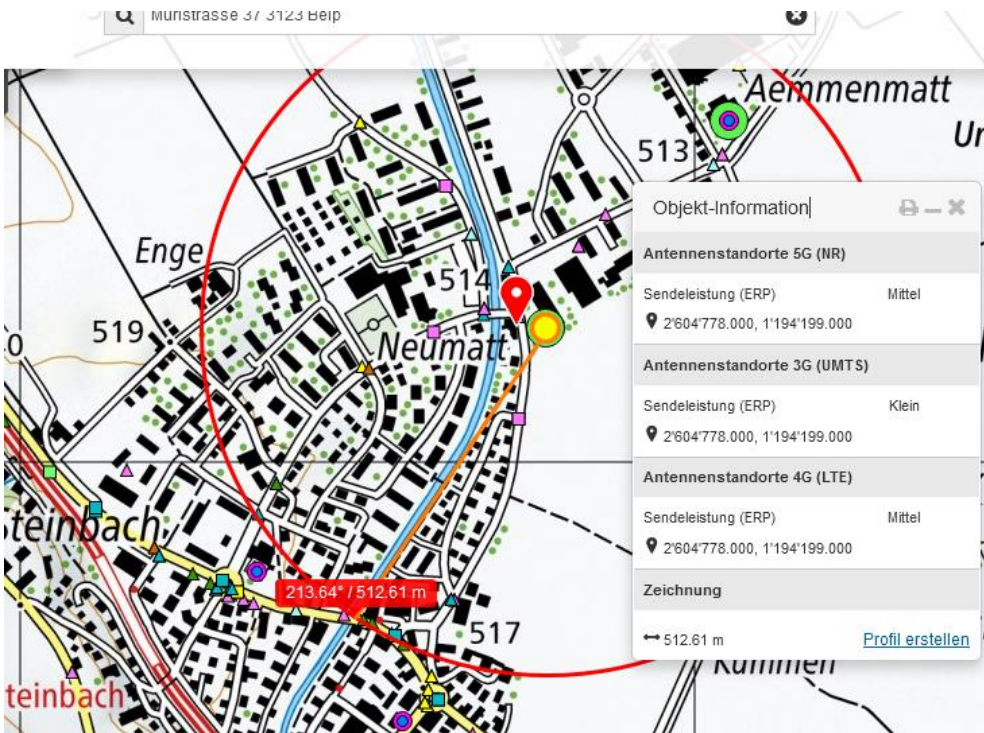 Muristrasse 37 3123 Belp
Aemmenmatt
513
Objekt-Information
Antennenstandorte 5G (NR)
Sendeleistung (ERP) Mittel
2'604'778.000, 1'194'199.000
Antennenstandorte 3G (UMTS)
Sendeleistung (ERP) Klein
2'604'778.000, 1'194'199.000
Antennenstandorte 4G (LTE)
Sendeleistung (ERP) Mittel
2'604'778.000, 1'194'199.000
Zeichnung
512.61 m Profil erstellen
Enge
514
519
0
Neumatt
teinbach
213.64° / 512.61 m
517
Kummen
teinbach